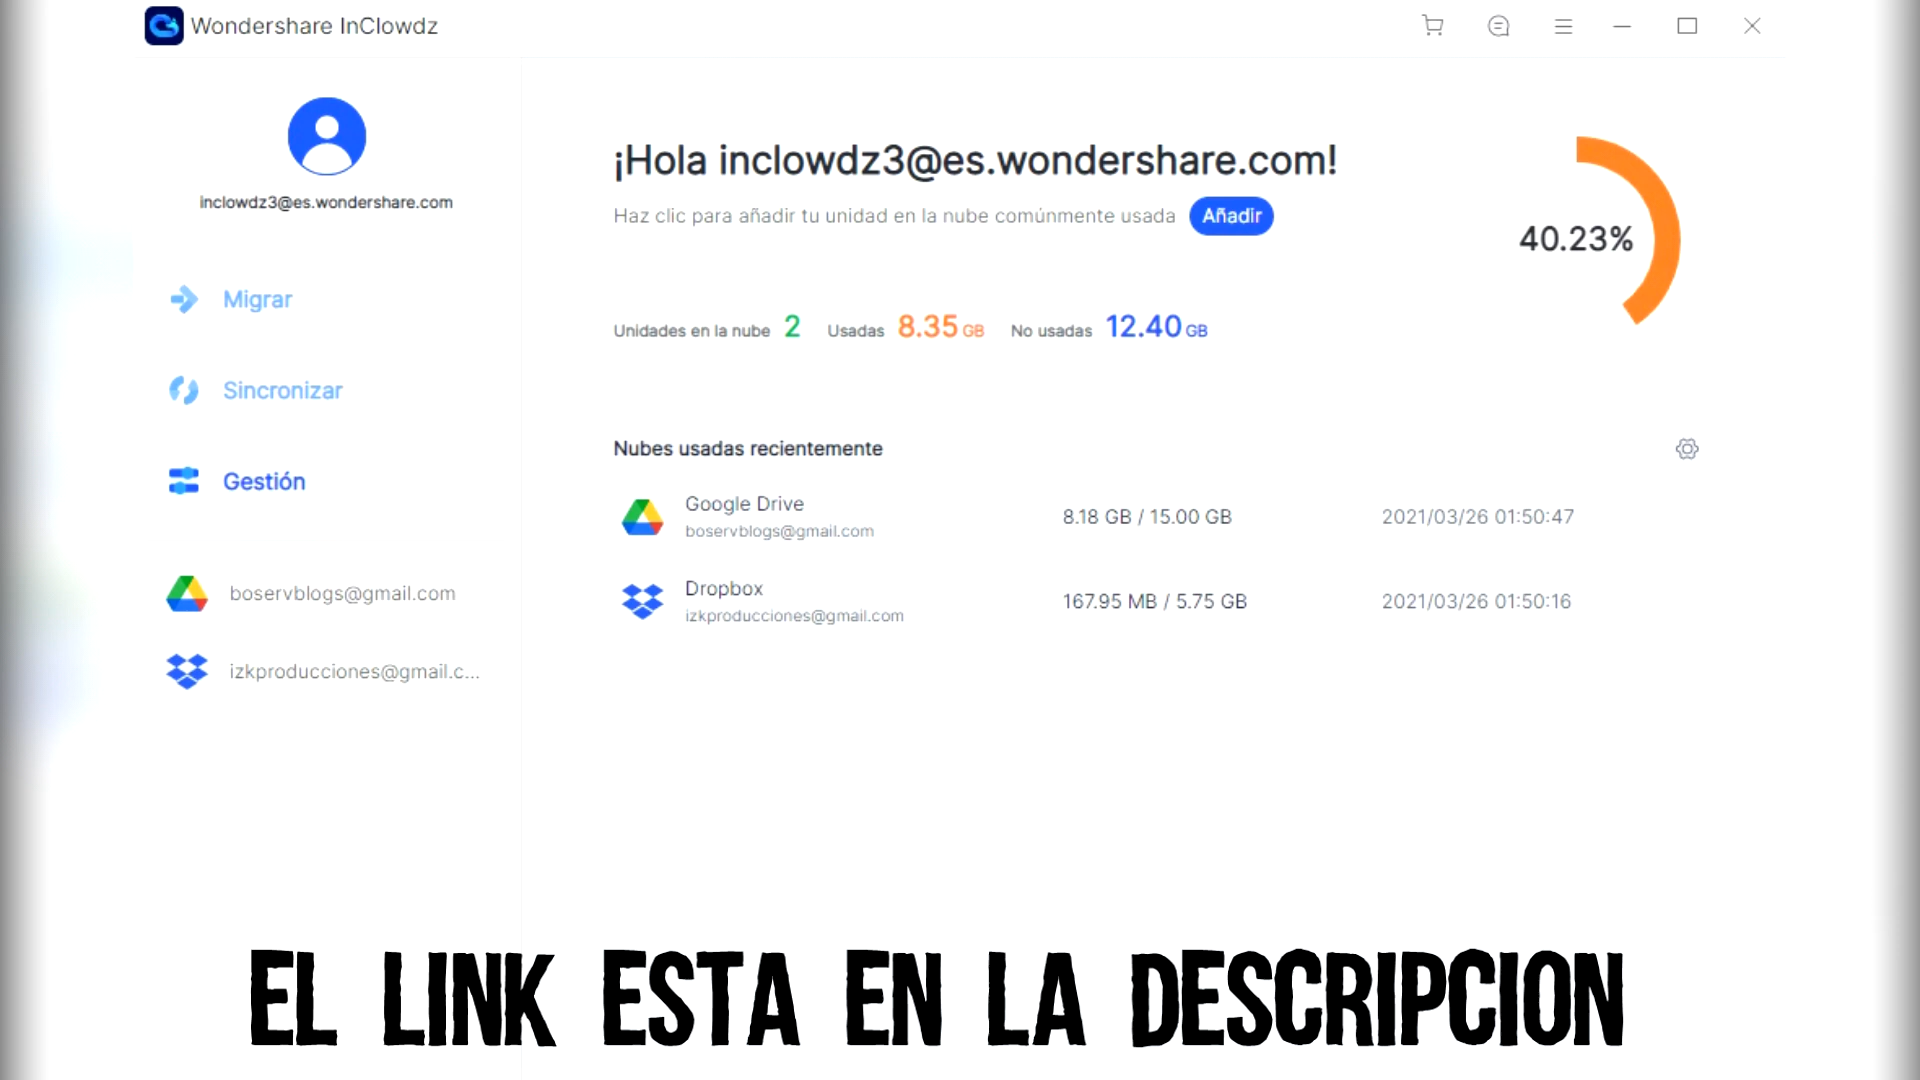 Wondershare InClowdz
inclowdz3@es.wondershare.com
Migrar
Sincronizar
Gestión
boservblogs@gmail.com
izkproducciones@gmail.c...
¡Hola inclowdz3@es.wondershare.com!
Haz clic para añadir tu unidad en la nube comúnmente usada Añadir
40.23%
Unidades en la nube 2 Usadas 8.35 GB No usadas 12.40 GB
Nubes usadas recientemente
Google Drive
boservblogs@gmail.com
8.18 GB / 15.00 GB
2021/03/26 01:50:47
Dropbox
izkproducciones@gmail.com
167.95 MB / 5.75 GB
2021/03/26 01:50:16
EL LINK ESTA EN LA DESCRIPCION